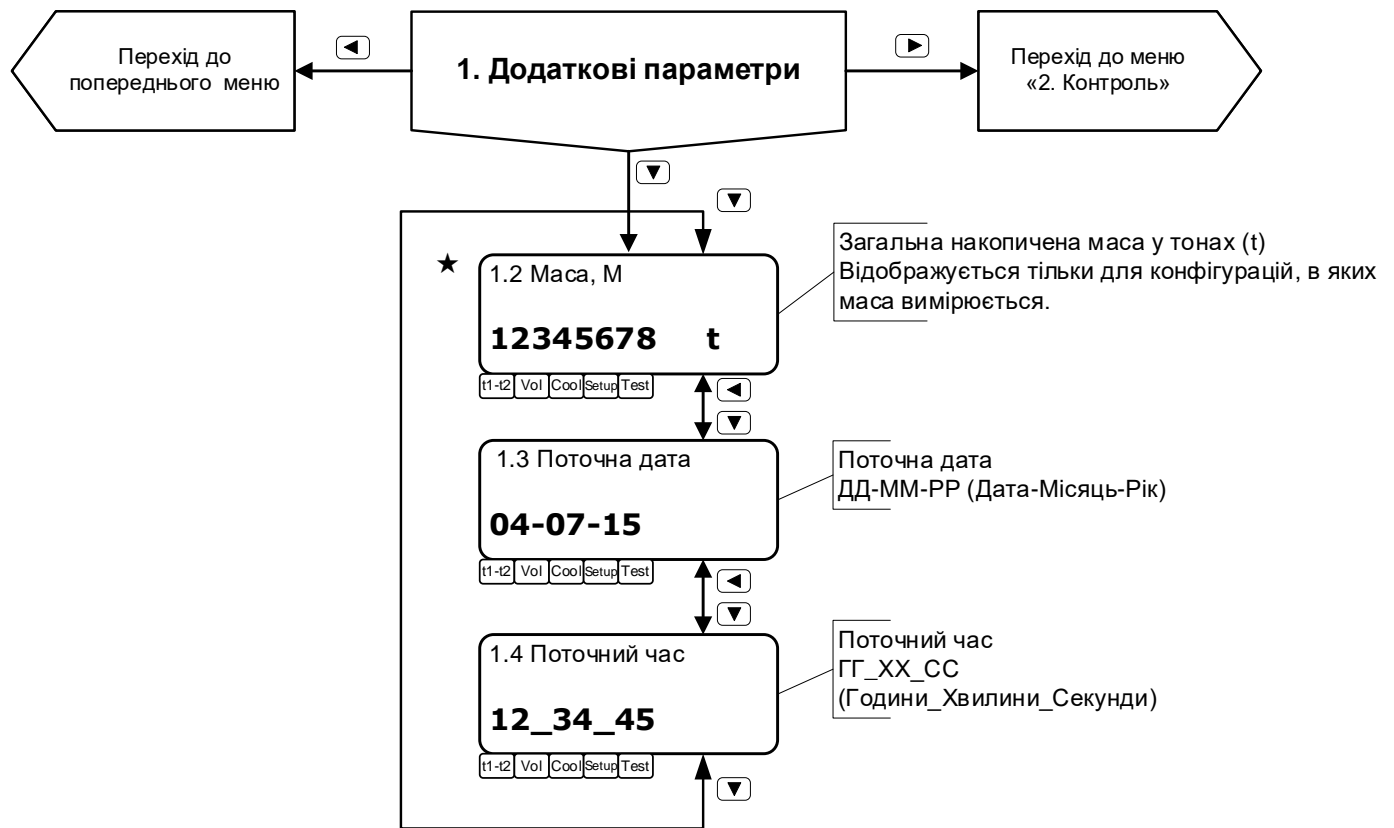 Перехід до
попереднього меню
1. Додаткові параметри
Перехід до меню
«2. Контроль»
1.2 Маса, М
12345678 t
t1-t2 Vol Cool Setup Test
Загальна накопичена маса у тонах (t)
Відображується тільки для конфігурацій, в яких
маса вимірюється.
1.3 Поточна дата
04-07-15
t1-t2 Vol Cool Setup Test
Поточна дата
ДД-ММ-РР (Дата-Місяць-Рік)
1.4 Поточний час
12_34_45
t1-t2 Vol Cool Setup Test
Поточний час
ГГ_ХХ_СС
(Години_Хвилини_Секунди)